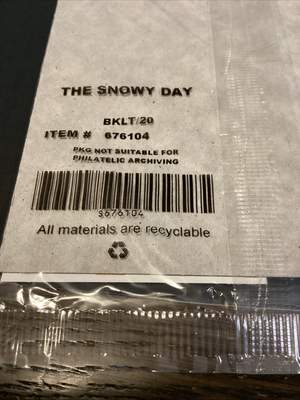 THE SNOWY DAY
BKLT/20
ITEM # 676104
PKG NOT SUITABLE FOR
PHILATELIC ARCHIVING
S676104
All materials are recyclable